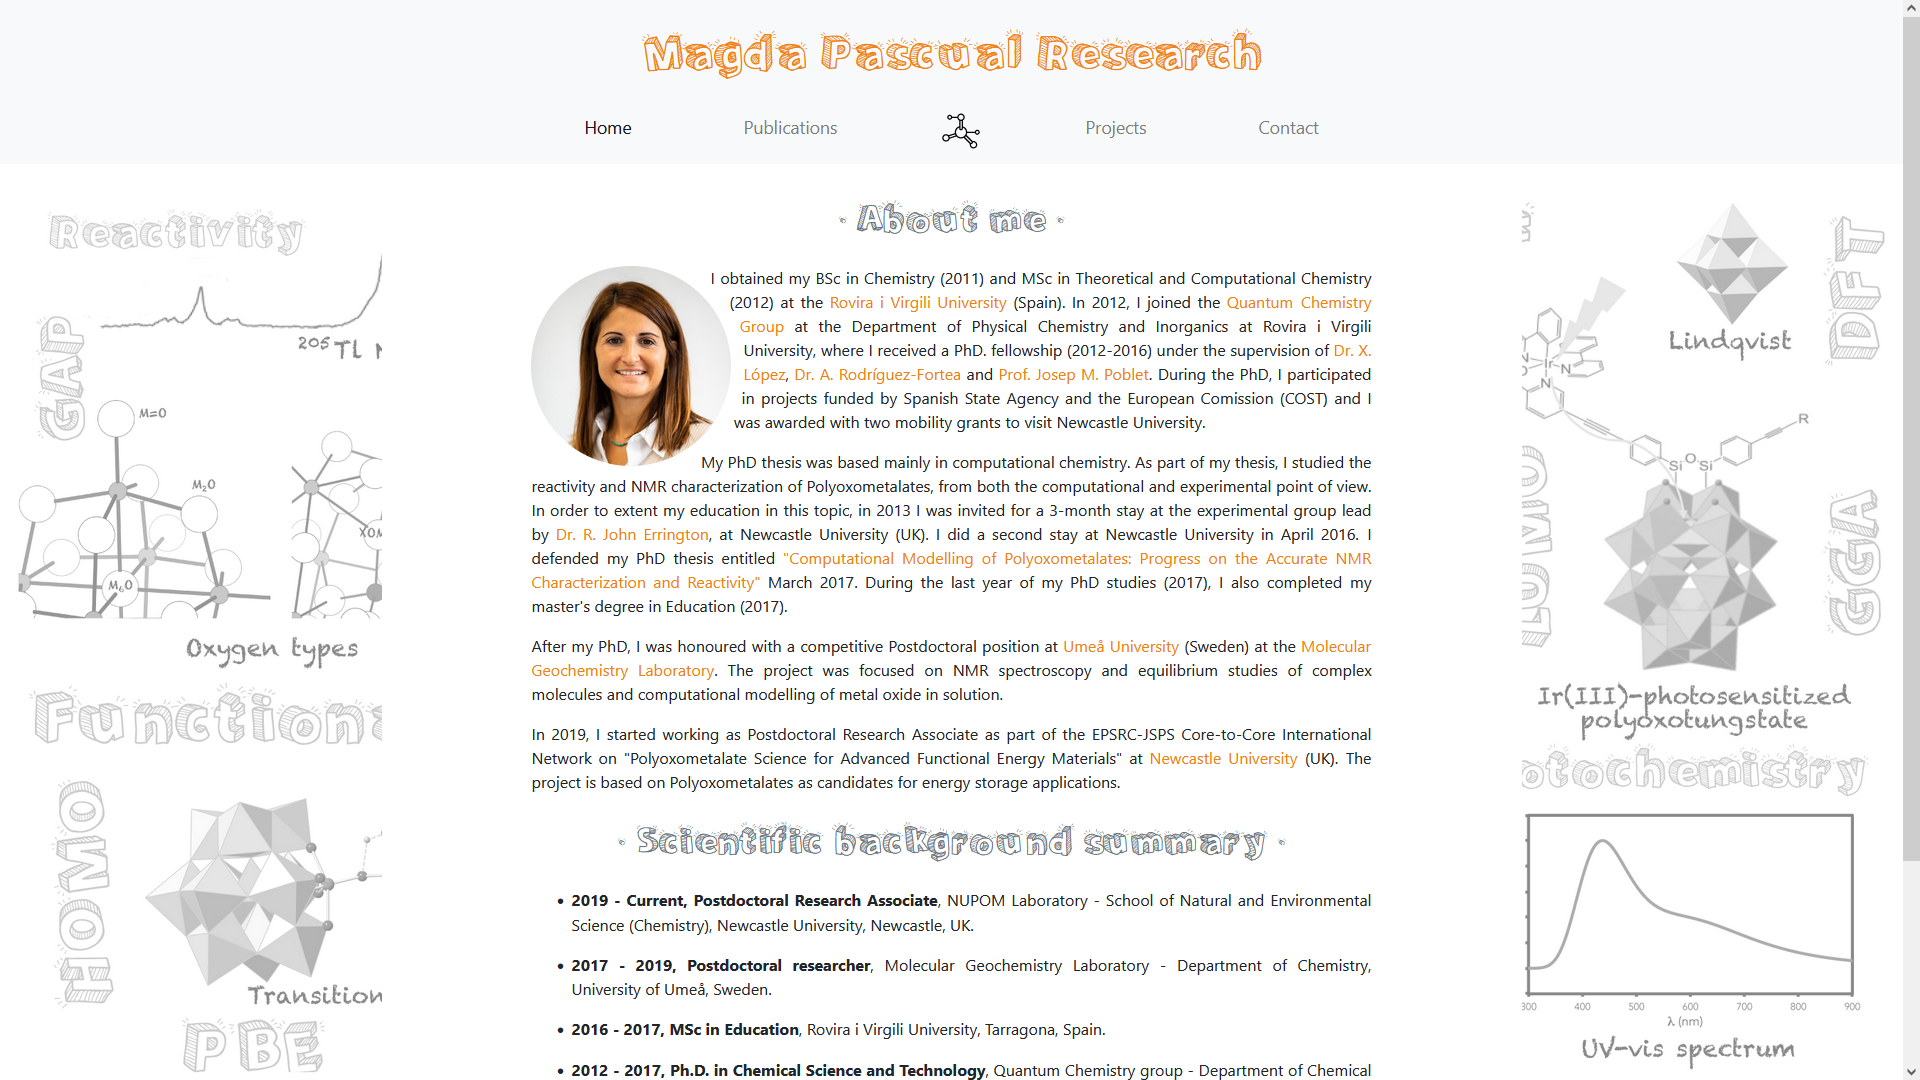 Magda Pascual Research
Home
Publications
Projects
Contact
· About me ·
I obtained my BSc in Chemistry (2011) and MSc in Theoretical and Computational Chemistry
(2012) at the Rovira i Virgili University (Spain). In 2012, I joined the Quantum Chemistry
Group at the Department of Physical Chemistry and Inorganics at Rovira i Virgili
University, where I received a PhD. fellowship (2012-2016) under the supervision of Dr. X.
López, Dr. A. Rodríguez-Fortea and Prof. Josep M. Poblet. During the PhD, I participated
in projects funded by Spanish State Agency and the European Comission (COST) and I
was awarded with two mobility grants to visit Newcastle University.
My PhD thesis was based mainly in computational chemistry. As part of my thesis, I studied the
reactivity and NMR characterization of Polyoxometalates, from both the computational and experimental point of view.
In order to extent my education in this topic, in 2013 I was invited for a 3-month stay at the experimental group lead
by Dr. R. John Errington, at Newcastle University (UK). I did a second stay at Newcastle University in April 2016. I
defended my PhD thesis entitled "Computational Modelling of Polyoxometalates: Progress on the Accurate NMR
Characterization and Reactivity" March 2017. During the last year of my PhD studies (2017), I also completed my
master's degree in Education (2017).
After my PhD, I was honoured with a competitive Postdoctoral position at Umeå University (Sweden) at the Molecular
Geochemistry Laboratory. The project was focused on NMR spectroscopy and equilibrium studies of complex
molecules and computational modelling of metal oxide in solution.
In 2019, I started working as Postdoctoral Research Associate as part of the EPSRC-JSPS Core-to-Core International
Network on "Polyoxometalate Science for Advanced Functional Energy Materials" at Newcastle University (UK). The
project is based on Polyoxometalates as candidates for energy storage applications.
· Scientific background summary ·
• 2019 - Current, Postdoctoral Research Associate, NUPOM Laboratory - School of Natural and Environmental
Science (Chemistry), Newcastle University, Newcastle, UK.
• 2017 - 2019, Postdoctoral researcher, Molecular Geochemistry Laboratory - Department of Chemistry,
University of Umeå, Sweden.
• 2016 - 2017, MSc in Education, Rovira i Virgili University, Tarragona, Spain.
• 2012 - 2017, Ph.D. in Chemical Science and Technology, Quantum Chemistry group - Department of Chemical
Reactivity
205 TL
GAP
M=O
M2O
M6O
Oxygen types
Functiona
HOMO
Transition
PBE
DFT
Lindqvist
Ir
N
N
N
R
Si O Si
LUMO
GGA
Ir(III)-photosensitized
polyoxotungstate
otochemistry
300 400 500 600 700 800 900
λ (nm)
UV-vis spectrum